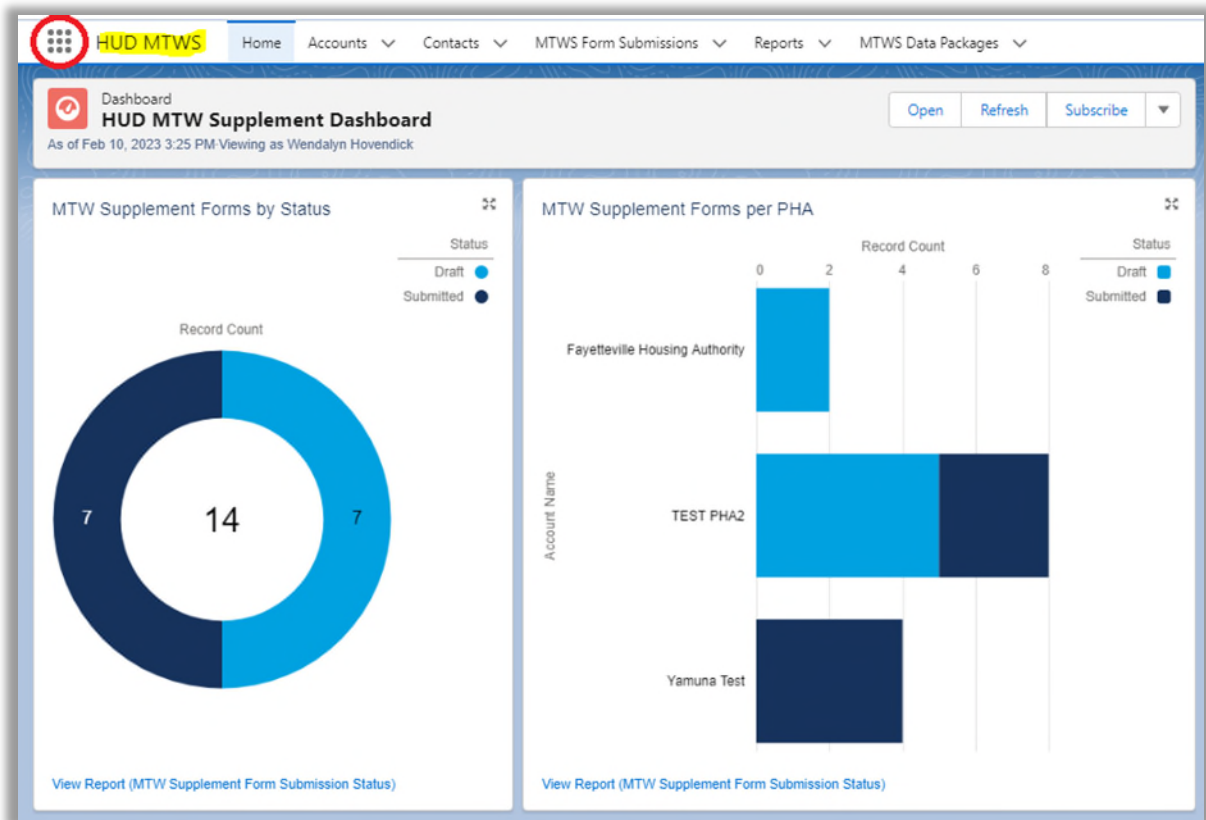 HUD MTWS Home Accounts Contacts MTWS Form Submissions Reports MTWS Data Packages
Dashboard
HUD MTW Supplement Dashboard
As of Feb 10, 2023 3:25 PM·Viewing as Wendalyn Hovendick
Open Refresh Subscribe
MTW Supplement Forms by Status
Status
Draft
Submitted
Record Count
7
14
7
View Report (MTW Supplement Form Submission Status)
MTW Supplement Forms per PHA
Record Count
0 2 4 6 8
Status
Draft
Submitted
Account Name
Fayetteville Housing Authority
TEST PHA2
Yamuna Test
View Report (MTW Supplement Form Submission Status)